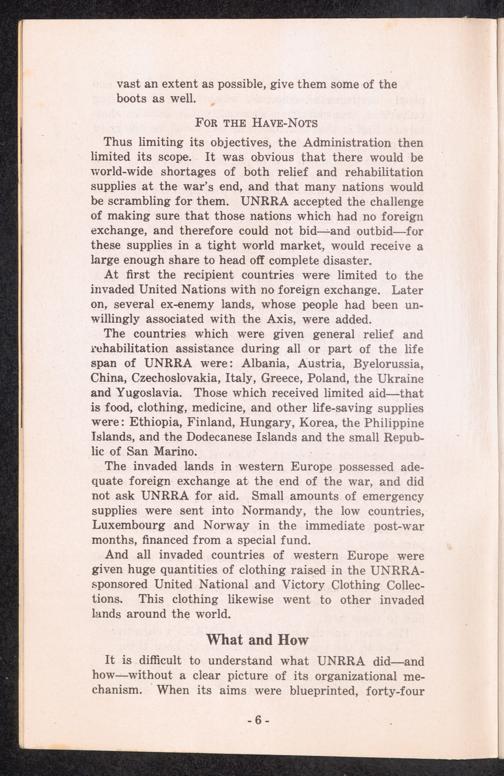 vast an extent as possible, give them some of the
boots as well.
FOR THE HAVE-NOTS
Thus limiting its objectives, the Administration then
limited its scope. It was obvious that there would be
world-wide shortages of both relief and rehabilitation
supplies at the war's end, and that many nations would
be scrambling for them. UNRRA accepted the challenge
of making sure that those nations which had no foreign
exchange, and therefore could not bid—and outbid—for
these supplies in a tight world market, would receive a
large enough share to head off complete disaster.
At first the recipient countries were limited to the
invaded United Nations with no foreign exchange. Later
on, several ex-enemy lands, whose people had been un-
willingly associated with the Axis, were added.
The countries which were given general relief and
rehabilitation assistance during all or part of the life
span of UNRRA were: Albania, Austria, Byelorussia,
China, Czechoslovakia, Italy, Greece, Poland, the Ukraine
and Yugoslavia. Those which received limited aid—that
is food, clothing, medicine, and other life-saving supplies
were: Ethiopia, Finland, Hungary, Korea, the Philippine
Islands, and the Dodecanese Islands and the small Repub-
lic of San Marino.
The invaded lands in western Europe possessed ade-
quate foreign exchange at the end of the war, and did
not ask UNRRA for aid. Small amounts of emergency
supplies were sent into Normandy, the low countries,
Luxembourg and Norway in the immediate post-war
months, financed from a special fund.
And all invaded countries of western Europe were
given huge quantities of clothing raised in the UNRRA-
sponsored United National and Victory Clothing Collec-
tions. This clothing likewise went to other invaded
lands around the world.
What and How
It is difficult to understand what UNRRA did—and
how—without a clear picture of its organizational me-
chanism. When its aims were blueprinted, forty-four
- 6 -